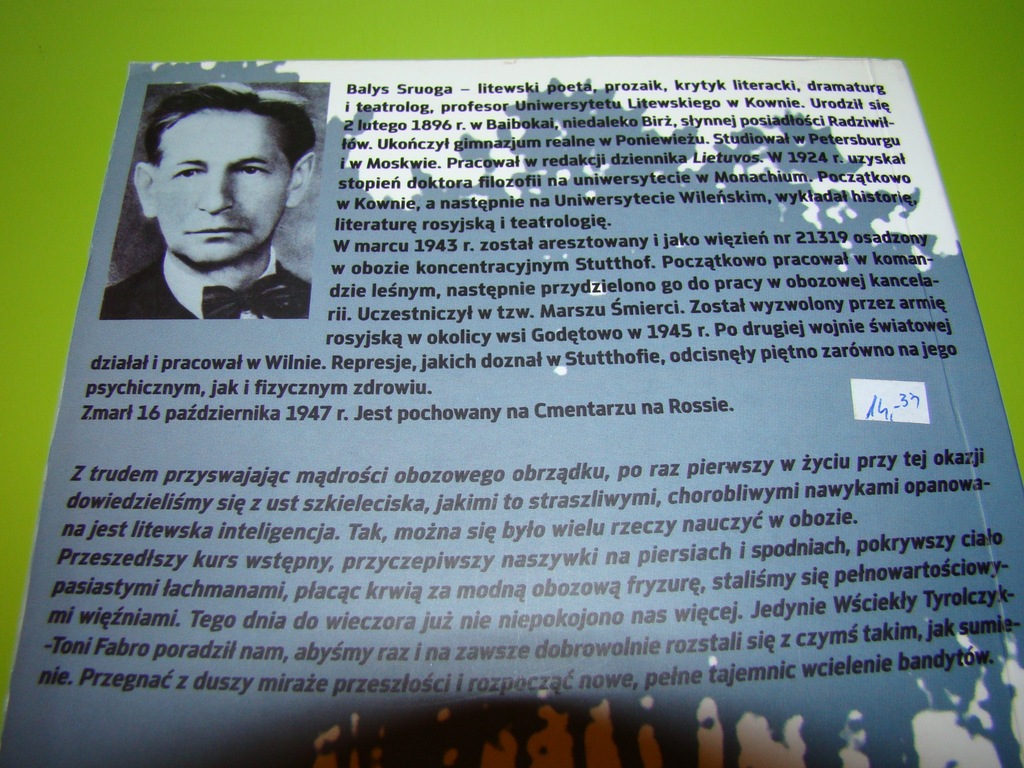 Balys Sruoga – litewski poeta, prozaik, krytyk literacki, dramaturg
i teatrolog, profesor Uniwersytetu Litewskiego w Kownie. Urodził się
2 lutego 1896 r. w Baibokai, niedaleko Birż, słynnej posiadłości Radziwił-
łów. Ukończył gimnazjum realne w Poniewieżu. Studiował w Petersburgu
i w Moskwie. Pracował w redakcji dziennika Lietuvos. W 1924 r. uzyskał
stopień doktora filozofii na uniwersytecie w Monachium. Początkowo
w Kownie, a następnie na Uniwersytecie Wileńskim, wykładał historię,
literaturę rosyjską i teatrologię.
W marcu 1943 r. został aresztowany i jako więzień nr 21319 osadzony
w obozie koncentracyjnym Stutthof. Początkowo pracował w koman-
dzie leśnym, następnie przydzielono go do pracy w obozowej kancela-
rii. Uczestniczył w tzw. Marszu Śmierci. Został wyzwolony przez armię
rosyjską w okolicy wsi Godętowo w 1945 r. Po drugiej wojnie światowej
działał i pracował w Wilnie. Represje, jakich doznał w Stutthofie, odcisnęły piętno zarówno na jego
psychicznym, jak i fizycznym zdrowiu.
Zmarł 16 października 1947 r. Jest pochowany na Cmentarzu na Rossie.
14,-33
Z trudem przyswajając mądrości obozowego obrządku, po raz pierwszy w życiu przy tej okazji
dowiedzieliśmy się z ust szkieleciska, jakimi to straszliwymi, chorobliwymi nawykami opanowa-
na jest litewska inteligencja. Tak, można się było wielu rzeczy nauczyć w obozie.
Przeszedłszy kurs wstępny, przyczepiwszy naszywki na piersiach i spodniach, pokrywszy ciało
pasiastymi łachmanami, płacąc krwią za modną obozową fryzurę, staliśmy się pełnowartościowy-
mi więźniami. Tego dnia do wieczora już nie niepokojono nas więcej. Jedynie Wściekły Tyrolczyk-
-Toni Fabro poradził nam, abyśmy raz i na zawsze dobrowolnie rozstali się z czymś takim, jak sumie-
nie. Przegnać z duszy miraże przeszłości i rozpocząć nowe, pełne tajemnic wcielenie bandytów.